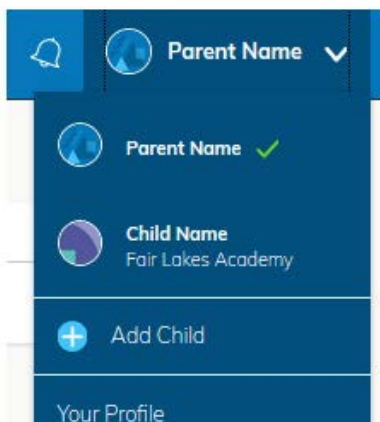 Parent Name
Parent Name
Child Name
Fair Lakes Academy
Add Child
Your Profile